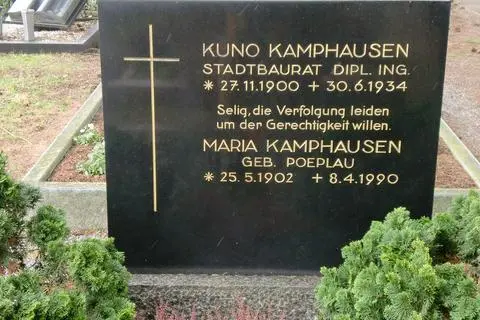 KUNO KAMPHAUSEN
STADTBAURAT DIPL. ING.
* 27.11.1900 + 30.6.1934
Selig, die Verfolgung leiden
um der Gerechtigkeit willen.
MARIA KAMPHAUSEN
GEB. POEPLAU
* 25.5.1902 + 8.4.1990